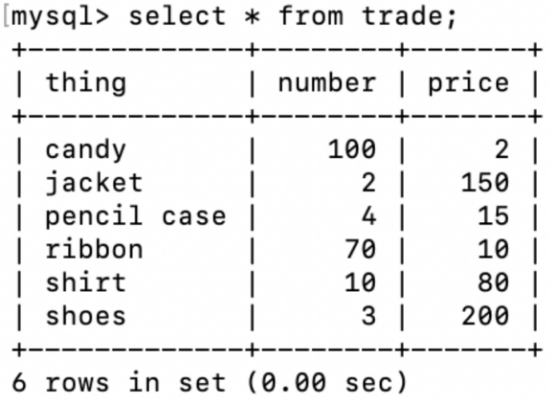 [mysql> select * from trade;
+--------------+--------+-------+
| thing        | number | price |
+--------------+--------+-------+
| candy        |    100 |     2 |
| jacket       |      2 |   150 |
| pencil case  |      4 |    15 |
| ribbon       |     70 |    10 |
| shirt        |     10 |    80 |
| shoes        |      3 |   200 |
+--------------+--------+-------+
6 rows in set (0.00 sec)